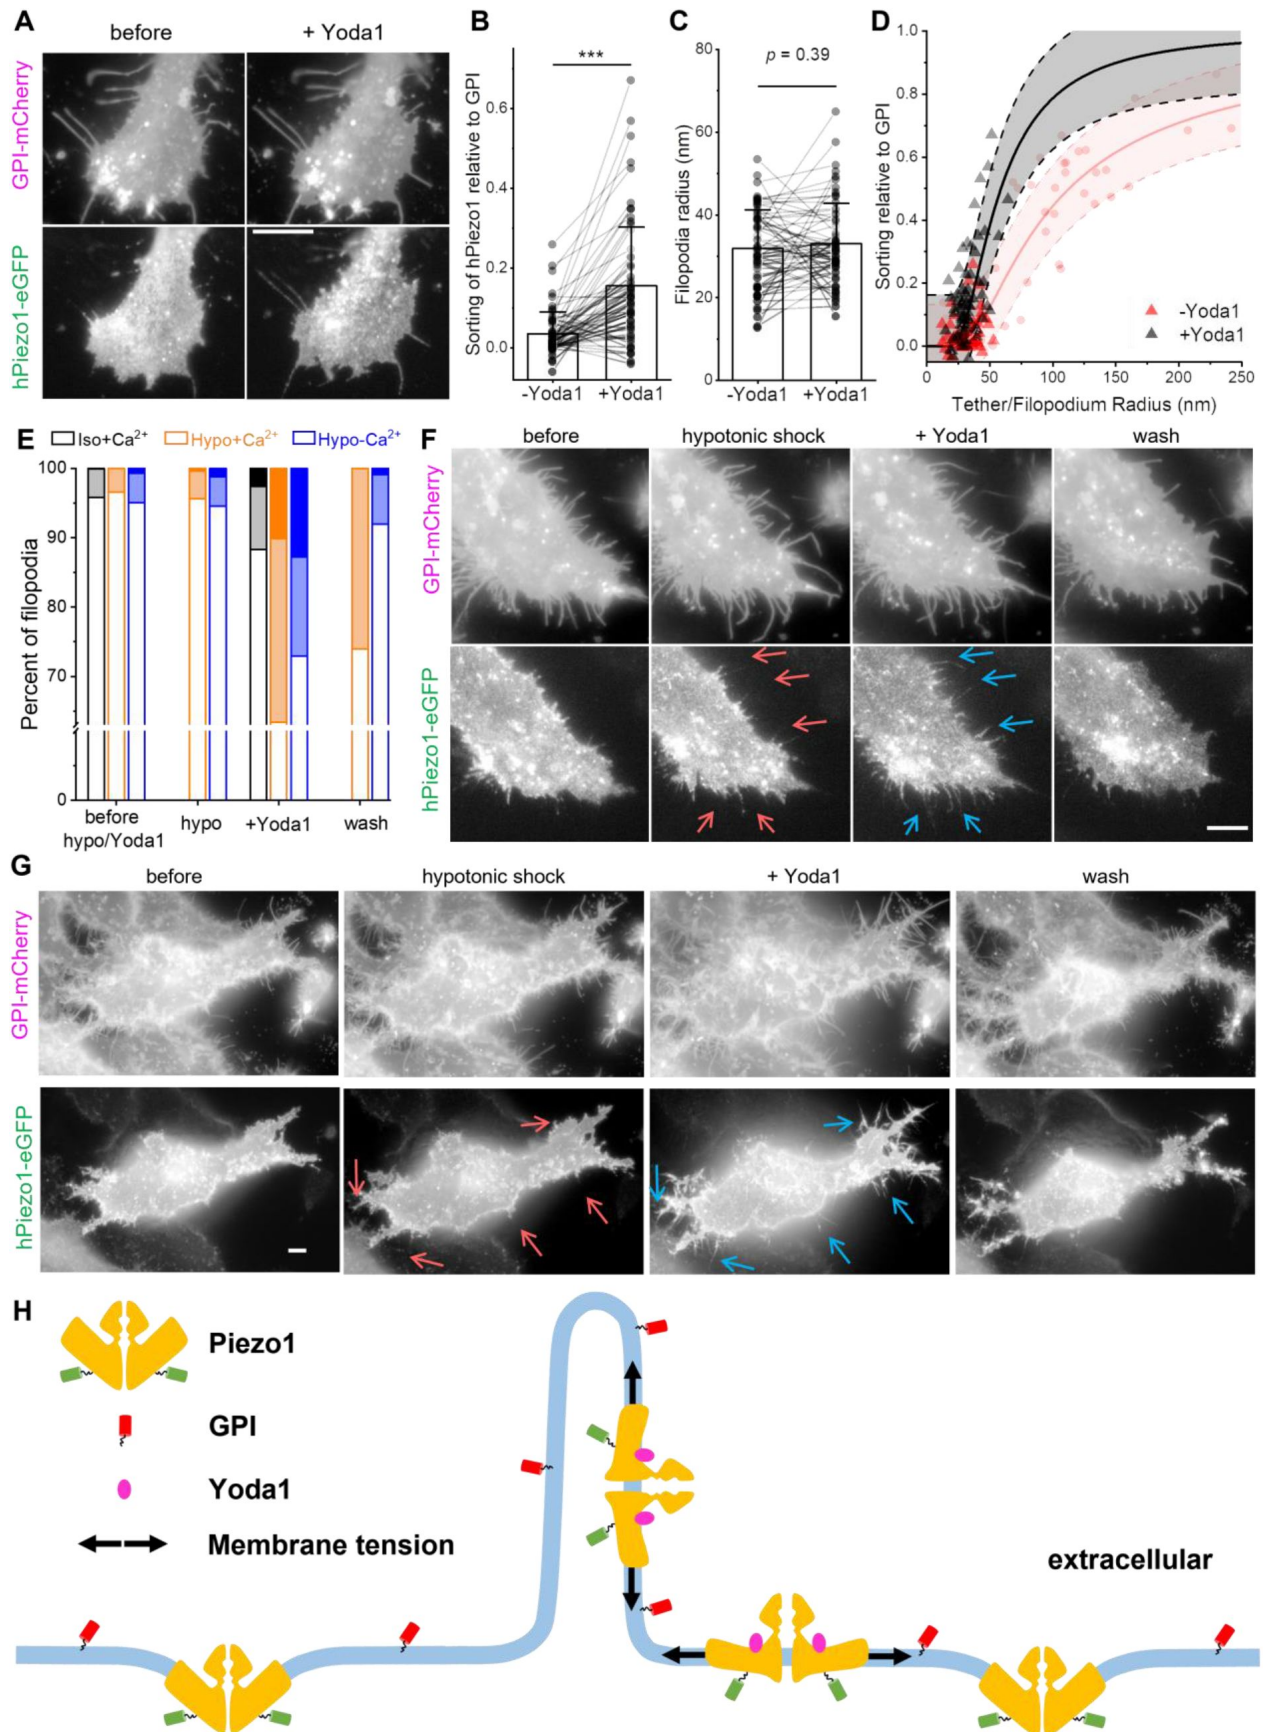 A
before
+ Yoda1
GPI-mCherry
hPiezo1-eGFP
B
***
Sorting of hPiezo1 relative to GPI
0.6
0.4
0.2
0.0
-Yoda1
+Yoda1
C
p = 0.39
Filopodia radius (nm)
80
60
40
20
0
-Yoda1
+Yoda1
D
Sorting relative to GPI
1.0
0.8
0.6
0.4
0.2
0.0
-Yoda1
+Yoda1
0
50
100
150
200
250
Tether/Filopodium Radius (nm)
E
Iso+Ca²⁺
Hypo+Ca²⁺
Hypo-Ca²⁺
Percent of filopodia
100
90
80
70
0
before
hypo/Yoda1
hypo
+Yoda1
wash
F
before
hypotonic shock
+ Yoda1
wash
GPI-mCherry
hPiezo1-eGFP
G
before
hypotonic shock
+ Yoda1
wash
GPI-mCherry
hPiezo1-eGFP
H
Piezo1
GPI
Yoda1
Membrane tension
extracellular